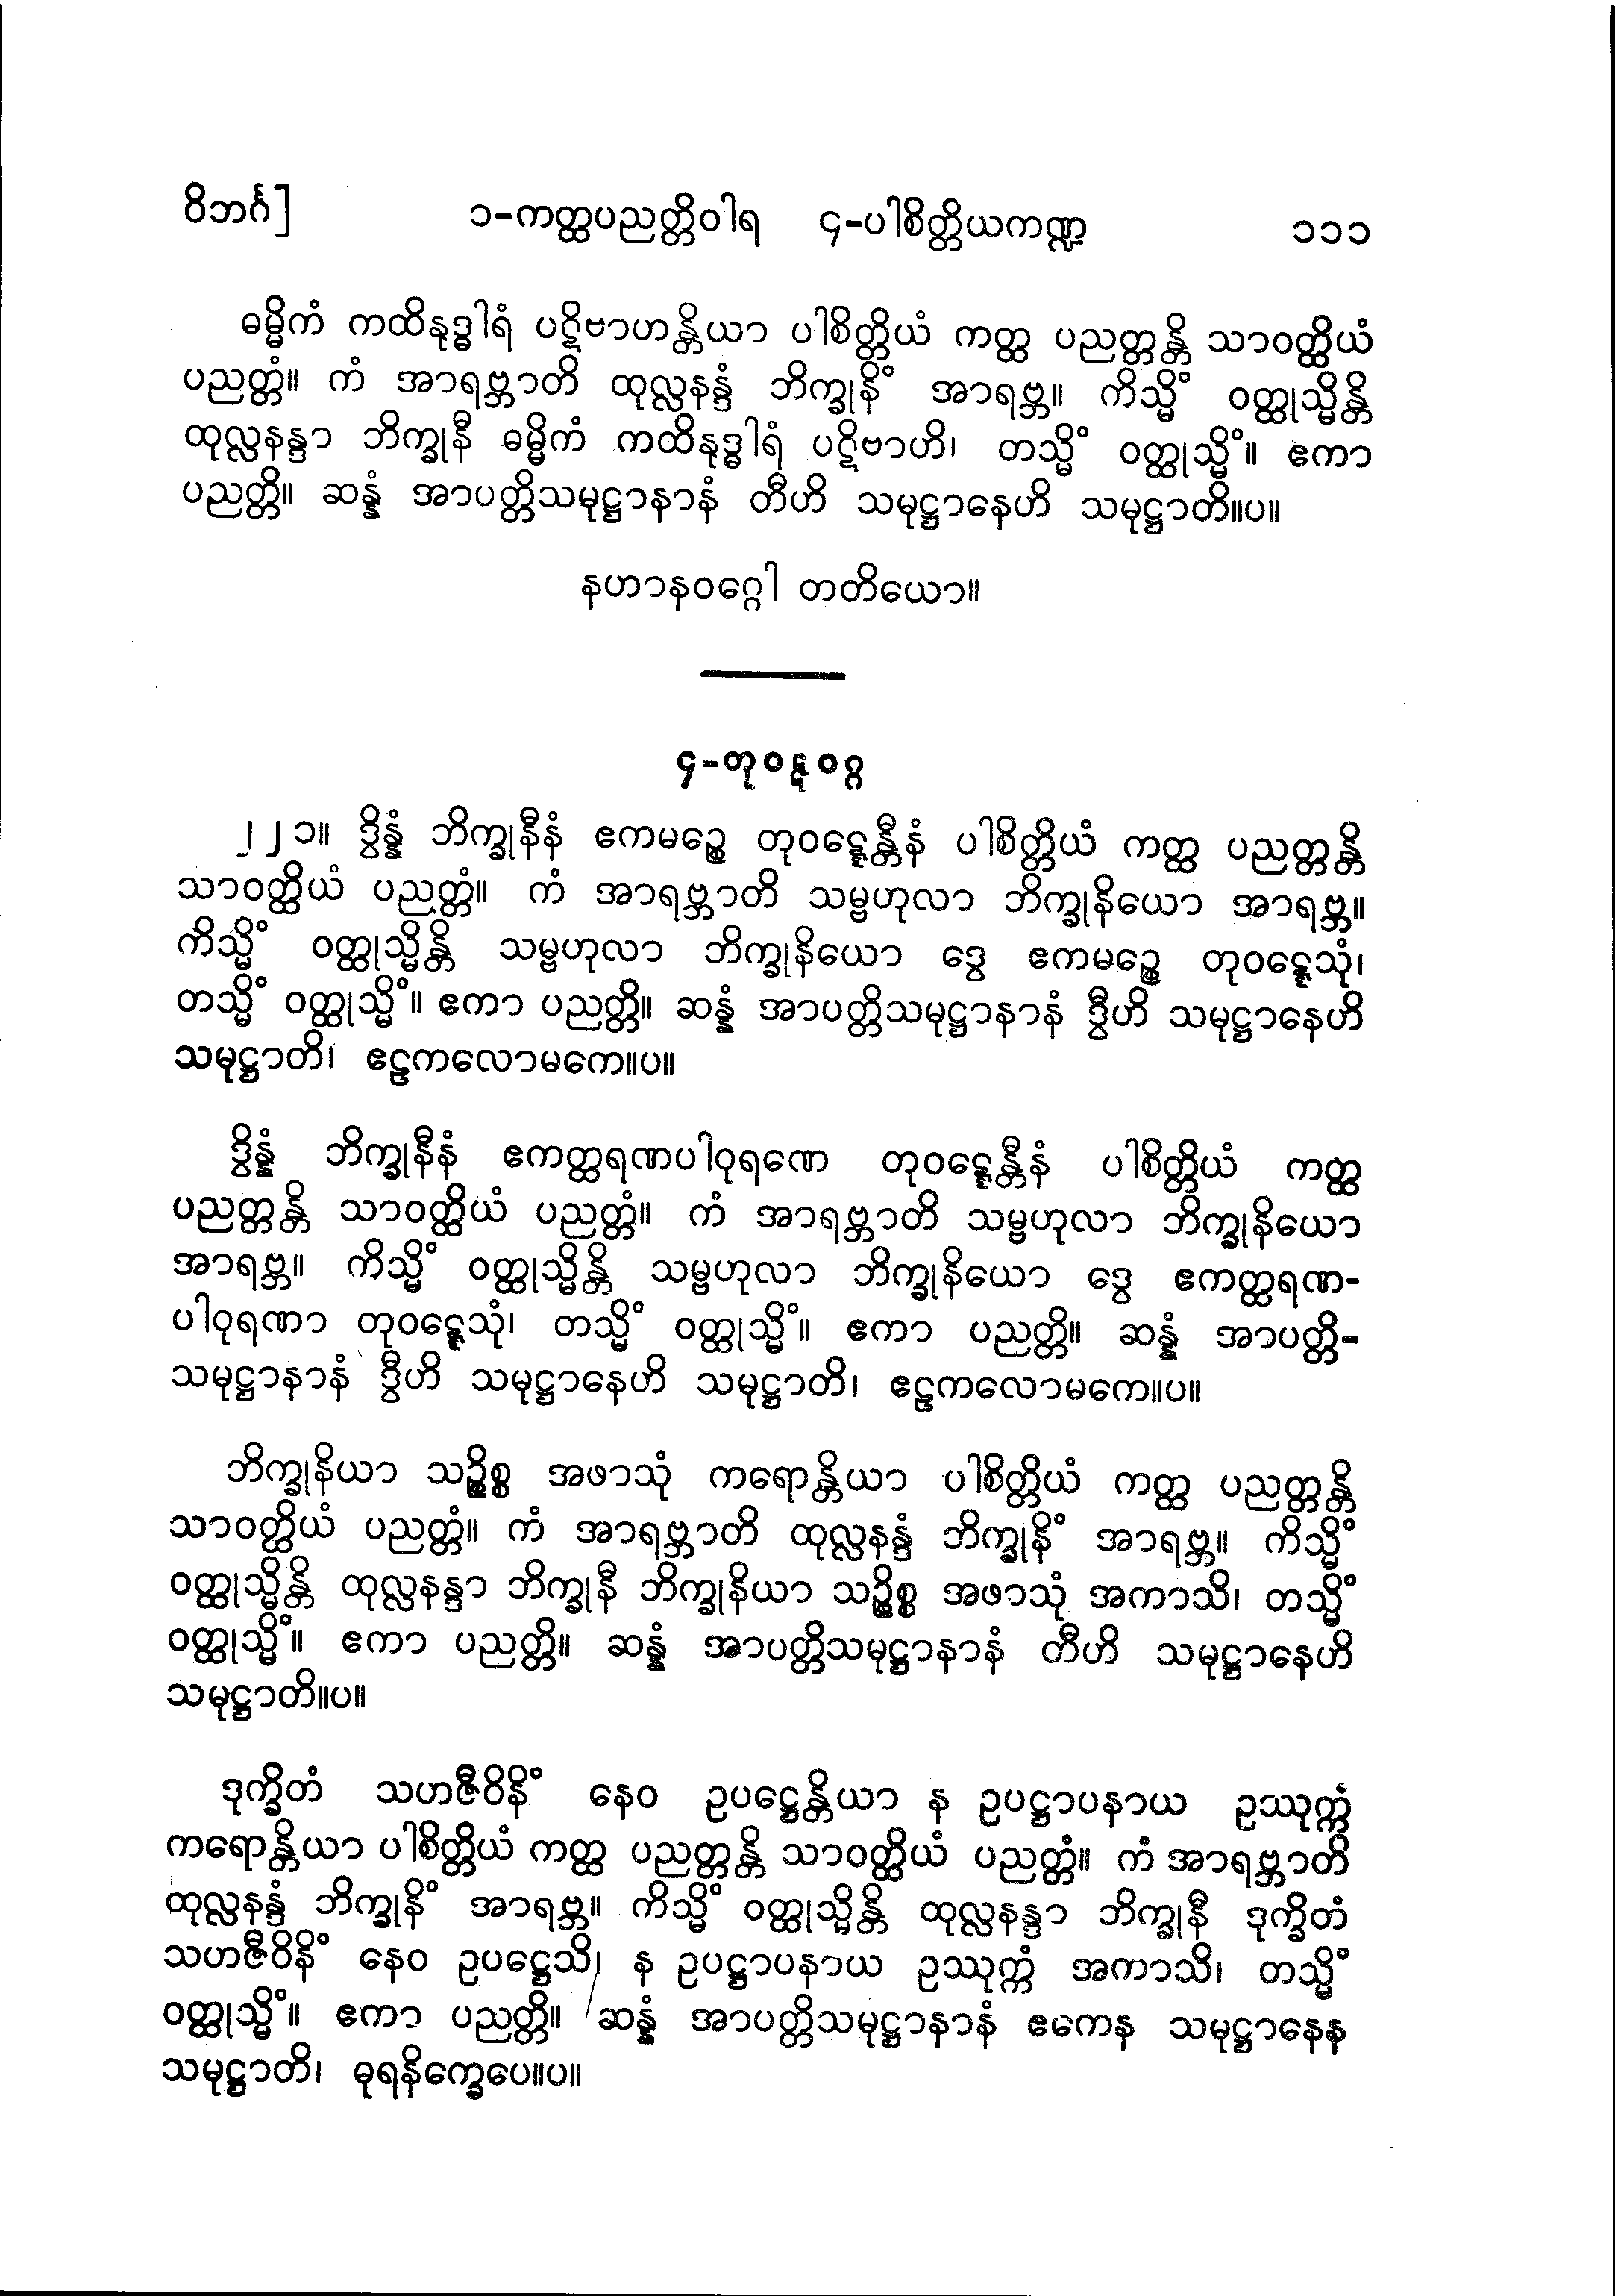 ဝိဘင်္ဂ] ၁-ကတ္ထပညတ္တိဝါရ ၄-ပါစိတ္တိယကဏ္ဍ ၁၁၁
ဓမ္မိကံ ကထိနုဒ္ဓါရံ ပဋိဗာဟန္တိယာ ပါစိတ္တိယံ ကတ္ထ ပညတ္တန္တိ သာဝတ္ထိယံ
ပညတ္တံ။ ကံ အာရဗ္ဘာတိ ထုလ္လနန္ဒံ ဘိက္ခုနိံ အာရဗ္ဘ။ ကိသ္မိံ ဝတ္ထုသ္မိန္တိ
ထုလ္လနန္ဒာ ဘိက္ခုနီ ဓမ္မိကံ ကထိနုဒ္ဓါရံ ပဋိဗာဟိ၊ တသ္မိံ ဝတ္ထုသ္မိံ။ ဧကာ
ပညတ္တိ။ ဆန္နံ အာပတ္တိသမုဋ္ဌာနာနံ တီဟိ သမုဋ္ဌာနေဟိ သမုဋ္ဌာတိ။ပ။
နဟာနဝဂ္ဂေါ တတိယော။
၄-တုဝဋ္ဋဝဂ္ဂ
၂၂၁။ ဒွိန္နံ ဘိက္ခုနီနံ ဧကမဉ္စေ တုဝဋ္ဋေန္တီနံ ပါစိတ္တိယံ ကတ္ထ ပညတ္တန္တိ
သာဝတ္ထိယံ ပညတ္တံ။ ကံ အာရဗ္ဘာတိ သမ္ဗဟုလာ ဘိက္ခုနိယော အာရဗ္ဘ။
ကိသ္မိံ ဝတ္ထုသ္မိန္တိ သမ္ဗဟုလာ ဘိက္ခုနိယော ဒွေ ဧကမဉ္စေ တုဝဋ္ဋေသုံ၊
တသ္မိံ ဝတ္ထုသ္မိံ။ ဧကာ ပညတ္တိ။ ဆန္နံ အာပတ္တိသမုဋ္ဌာနာနံ ဒွီဟိ သမုဋ္ဌာနေဟိ
သမုဋ္ဌာတိ၊ ဧဠကလောမကေ။ပ။
ဒွိန္နံ ဘိက္ခုနီနံ ဧကတ္ထရဏပါဝုရဏေ တုဝဋ္ဋေန္တီနံ ပါစိတ္တိယံ ကတ္ထ
ပညတ္တန္တိ သာဝတ္ထိယံ ပညတ္တံ။ ကံ အာရဗ္ဘာတိ သမ္ဗဟုလာ ဘိက္ခုနိယော
အာရဗ္ဘ။ ကိသ္မိံ ဝတ္ထုသ္မိန္တိ သမ္ဗဟုလာ ဘိက္ခုနိယော ဒွေ ဧကတ္ထရဏ-
ပါဝုရဏာ တုဝဋ္ဋေသုံ၊ တသ္မိံ ဝတ္ထုသ္မိံ။ ဧကာ ပညတ္တိ။ ဆန္နံ အာပတ္တိ-
သမုဋ္ဌာနာနံ ဒွီဟိ သမုဋ္ဌာနေဟိ သမုဋ္ဌာတိ၊ ဧဠကလောမကေ။ပ။
ဘိက္ခုနိယာ သဉ္စိစ္စ အဖာသုံ ကရောန္တိယာ ပါစိတ္တိယံ ကတ္ထ ပညတ္တန္တိ
သာဝတ္ထိယံ ပညတ္တံ။ ကံ အာရဗ္ဘာတိ ထုလ္လနန္ဒံ ဘိက္ခုနိံ အာရဗ္ဘ။ ကိသ္မိံ
ဝတ္ထုသ္မိန္တိ ထုလ္လနန္ဒာ ဘိက္ခုနီ ဘိက္ခုနိယာ သဉ္စိစ္စ အဖာသုံ အကာသိ၊ တသ္မိံ
ဝတ္ထုသ္မိံ။ ဧကာ ပညတ္တိ။ ဆန္နံ အာပတ္တိသမုဋ္ဌာနာနံ တီဟိ သမုဋ္ဌာနေဟိ
သမုဋ္ဌာတိ။ပ။
ဒုက္ခိတံ သဟဇီဝိနိံ နေဝ ဥပဋ္ဌေန္တိယာ န ဥပဋ္ဌာပနာယ ဥဿုက္ကံ
ကရောန္တိယာ ပါစိတ္တိယံ ကတ္ထ ပညတ္တန္တိ သာဝတ္ထိယံ ပညတ္တံ။ ကံ အာရဗ္ဘာတိ
ထုလ္လနန္ဒံ ဘိက္ခုနိံ အာရဗ္ဘ။ ကိသ္မိံ ဝတ္ထုသ္မိန္တိ ထုလ္လနန္ဒာ ဘိက္ခုနီ ဒုက္ခိတံ
သဟဇီဝိနိံ နေဝ ဥပဋ္ဌေသိ၊ န ဥပဋ္ဌာပနာယ ဥဿုက္ကံ အကာသိ၊ တသ္မိံ
ဝတ္ထုသ္မိံ။ ဧကာ ပညတ္တိ။ ဆန္နံ အာပတ္တိသမုဋ္ဌာနာနံ ဧကေန သမုဋ္ဌာနေန
သမုဋ္ဌာတိ၊ ဓုရနိက္ခေပေ။ပ။